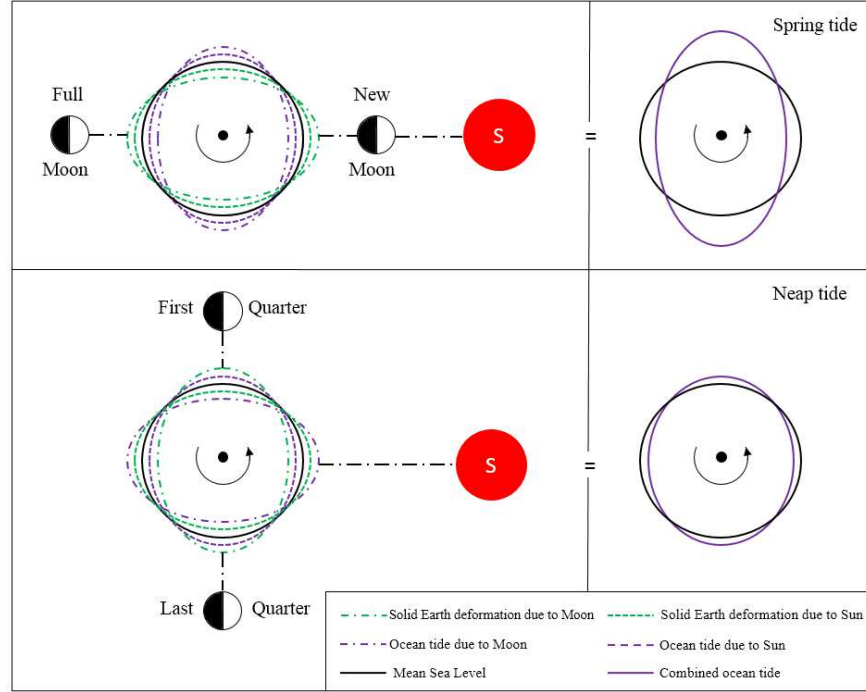 Spring tide
Full
New
S
=
Moon
Moon
Neap tide
First Quarter
S
=
Last Quarter
Solid Earth deformation due to Moon
Solid Earth deformation due to Sun
Ocean tide due to Moon
Ocean tide due to Sun
Mean Sea Level
Combined ocean tide